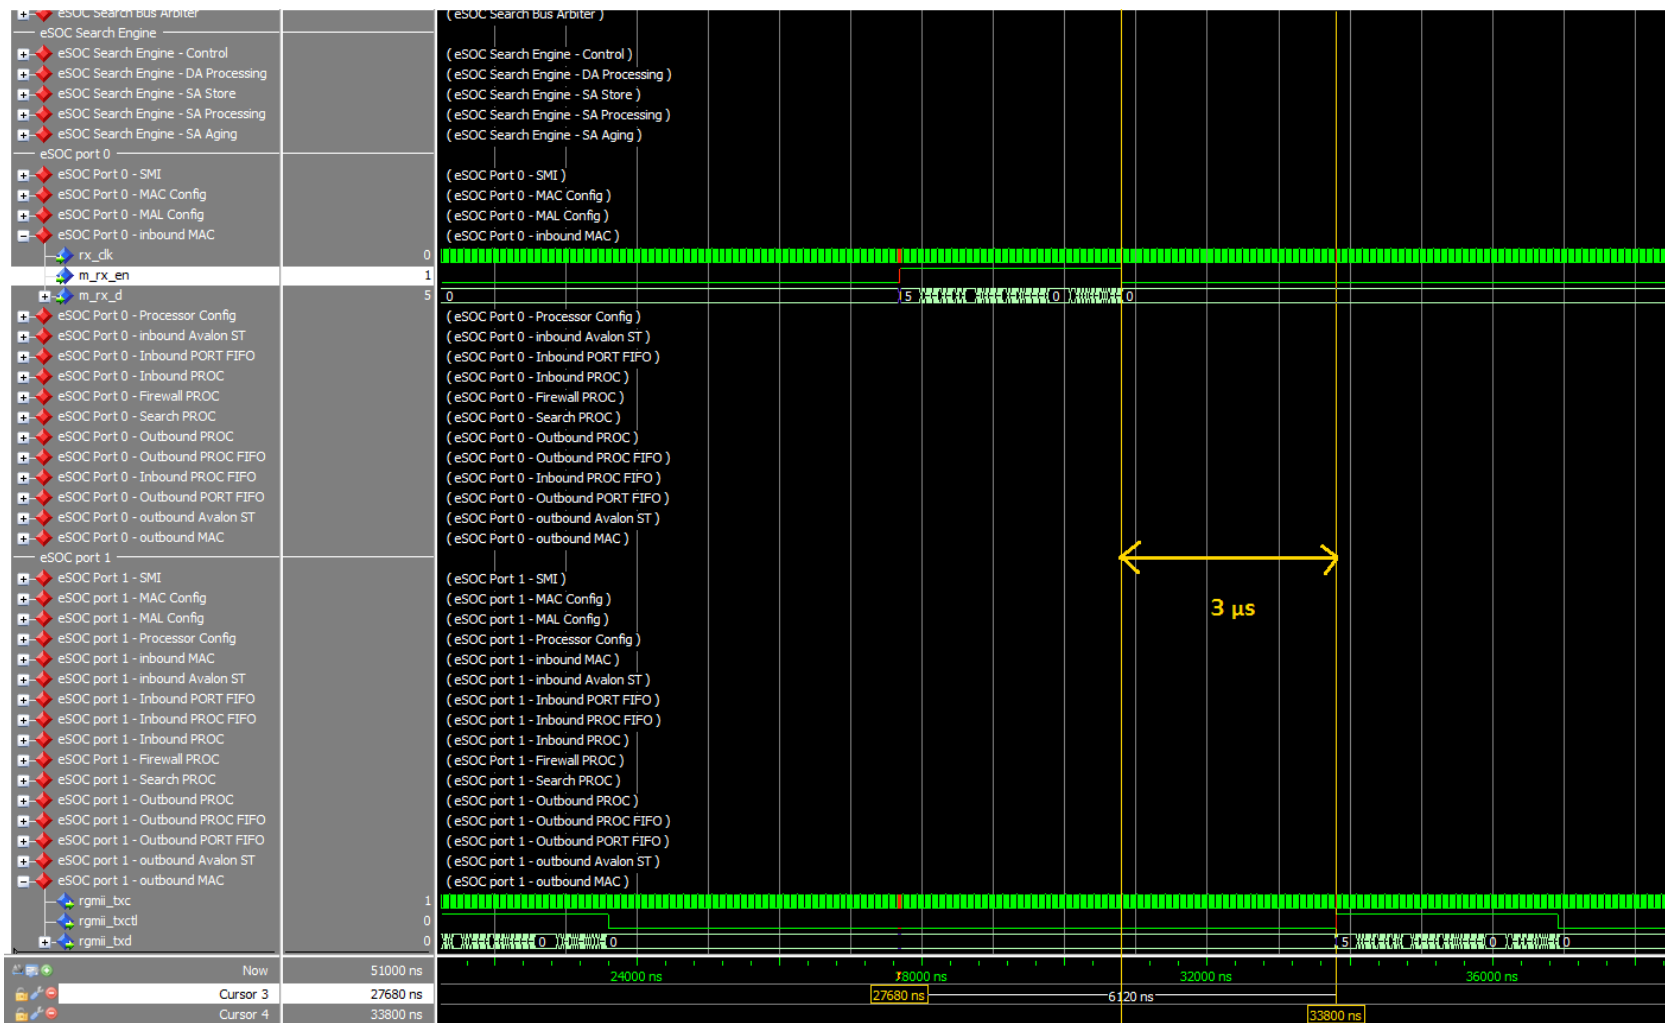 eSOC Search Bus Arbiter ( eSOC Search Bus Arbiter )
eSOC Search Engine
eSOC Search Engine - Control ( eSOC Search Engine - Control )
eSOC Search Engine - DA Processing ( eSOC Search Engine - DA Processing )
eSOC Search Engine - SA Store ( eSOC Search Engine - SA Store )
eSOC Search Engine - SA Processing ( eSOC Search Engine - SA Processing )
eSOC Search Engine - SA Aging ( eSOC Search Engine - SA Aging )
eSOC port 0
eSOC Port 0 - SMI ( eSOC Port 0 - SMI )
eSOC Port 0 - MAC Config ( eSOC Port 0 - MAC Config )
eSOC Port 0 - MAL Config ( eSOC Port 0 - MAL Config )
eSOC Port 0 - inbound MAC ( eSOC Port 0 - inbound MAC )
rx_clk 0
m_rx_en 1
m_rx_d 5 0 5 0 0
eSOC Port 0 - Processor Config ( eSOC Port 0 - Processor Config )
eSOC Port 0 - inbound Avalon ST ( eSOC Port 0 - inbound Avalon ST )
eSOC Port 0 - Inbound PORT FIFO ( eSOC Port 0 - Inbound PORT FIFO )
eSOC Port 0 - Inbound PROC ( eSOC Port 0 - Inbound PROC )
eSOC Port 0 - Firewall PROC ( eSOC Port 0 - Firewall PROC )
eSOC Port 0 - Search PROC ( eSOC Port 0 - Search PROC )
eSOC Port 0 - Outbound PROC ( eSOC Port 0 - Outbound PROC )
eSOC Port 0 - Outbound PROC FIFO ( eSOC Port 0 - Outbound PROC FIFO )
eSOC Port 0 - Inbound PROC FIFO ( eSOC Port 0 - Inbound PROC FIFO )
eSOC Port 0 - Outbound PORT FIFO ( eSOC Port 0 - Outbound PORT FIFO )
eSOC Port 0 - outbound Avalon ST ( eSOC Port 0 - outbound Avalon ST )
eSOC Port 0 - outbound MAC ( eSOC Port 0 - outbound MAC )
eSOC port 1
eSOC Port 1 - SMI ( eSOC Port 1 - SMI )
eSOC port 1 - MAC Config ( eSOC port 1 - MAC Config )
3 µs
eSOC port 1 - MAL Config ( eSOC port 1 - MAL Config )
eSOC port 1 - Processor Config ( eSOC port 1 - Processor Config )
eSOC port 1 - inbound MAC ( eSOC port 1 - inbound MAC )
eSOC port 1 - inbound Avalon ST ( eSOC port 1 - inbound Avalon ST )
eSOC port 1 - Inbound PORT FIFO ( eSOC port 1 - Inbound PORT FIFO )
eSOC port 1 - Inbound PROC FIFO ( eSOC port 1 - Inbound PROC FIFO )
eSOC port 1 - Inbound PROC ( eSOC port 1 - Inbound PROC )
eSOC port 1 - Firewall PROC ( eSOC port 1 - Firewall PROC )
eSOC port 1 - Search PROC ( eSOC port 1 - Search PROC )
eSOC port 1 - Outbound PROC ( eSOC port 1 - Outbound PROC )
eSOC port 1 - Outbound PROC FIFO ( eSOC port 1 - Outbound PROC FIFO )
eSOC port 1 - Outbound PORT FIFO ( eSOC port 1 - Outbound PORT FIFO )
eSOC port 1 - outbound Avalon ST ( eSOC port 1 - outbound Avalon ST )
eSOC port 1 - outbound MAC ( eSOC port 1 - outbound MAC )
rgmii_txc 1
rgmii_txctl 0
rgmii_txd 0 0 0 5 0 0
Now 51000 ns 24000 ns 28000 ns 32000 ns 36000 ns
Cursor 3 27680 ns 27680 ns 6120 ns
Cursor 4 33800 ns 33800 ns